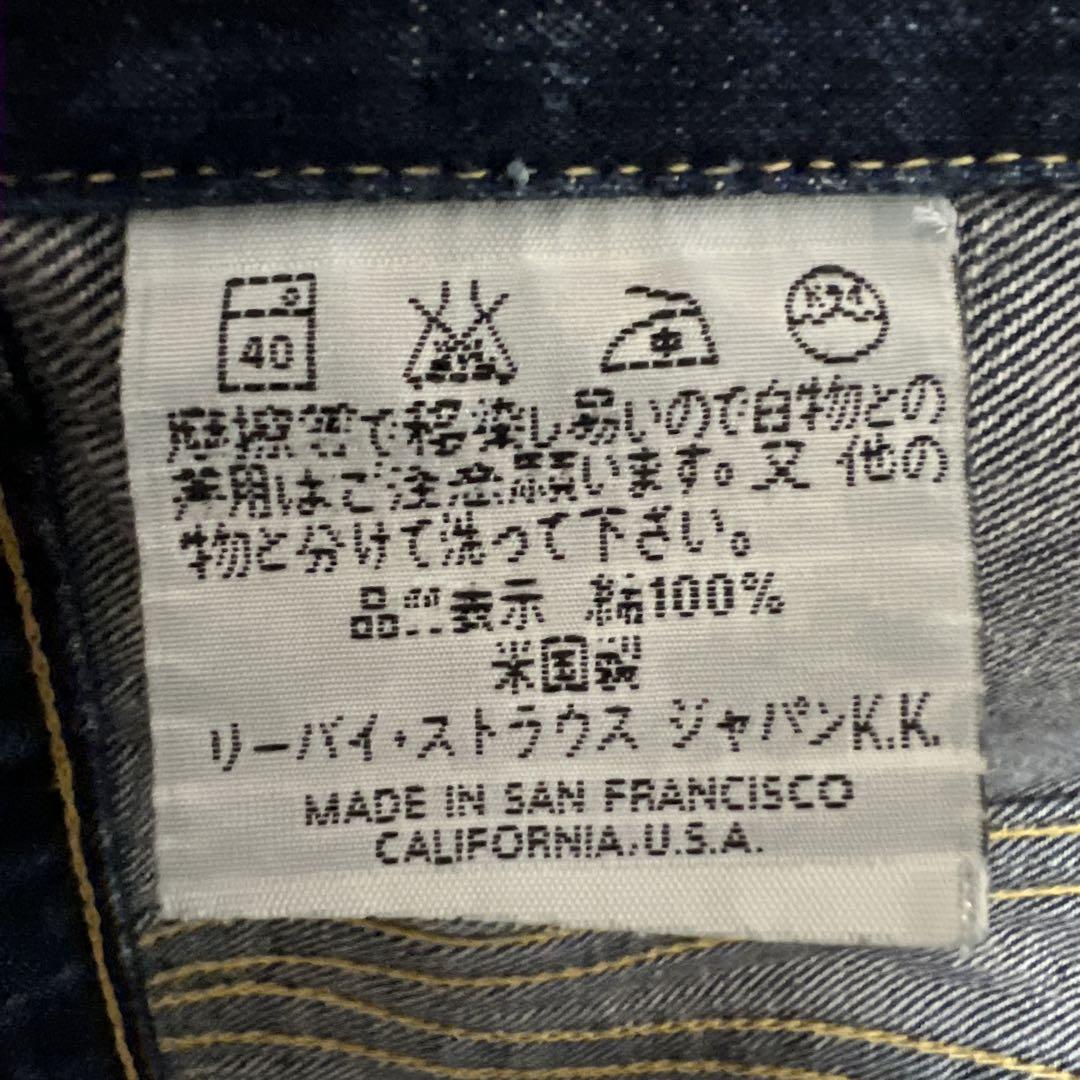 40 中 ドライ
摩擦等で移染し易いので白物との
兼用はご注意願います。又 他の
物と分けて洗って下さい。
品質表示 綿100%
米国製
リーバイ・ストラウス ジャパンK.K.
MADE IN SAN FRANCISCO
CALIFORNIA, U.S.A.